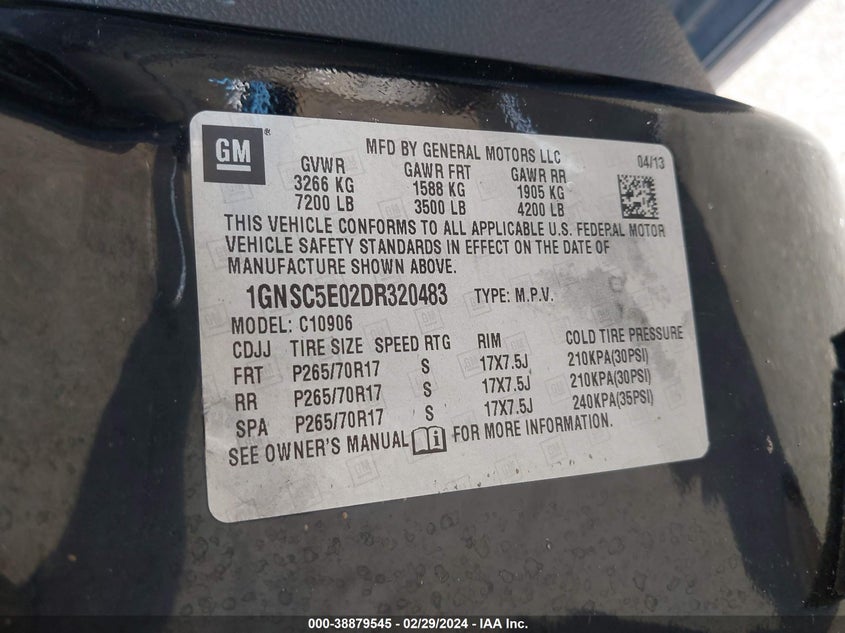 GM
MFD BY GENERAL MOTORS LLC
04/13
GVWR GAWR FRT GAWR RR
3266 KG 1588 KG 1905 KG
7200 LB 3500 LB 4200 LB
THIS VEHICLE CONFORMS TO ALL APPLICABLE U.S. FEDERAL MOTOR
VEHICLE SAFETY STANDARDS IN EFFECT ON THE DATE OF
MANUFACTURE SHOWN ABOVE.
1GNSC5E02DR320483 TYPE: M.P.V.
MODEL: C10906
CDJJ TIRE SIZE SPEED RTG RIM COLD TIRE PRESSURE
FRT P265/70R17 S 17X7.5J 210KPA(30PSI)
RR P265/70R17 S 17X7.5J 210KPA(30PSI)
SPA P265/70R17 S 17X7.5J 240KPA(35PSI)
SEE OWNER'S MANUAL FOR MORE INFORMATION.
000-38879545 - 02/29/2024 - IAA Inc.